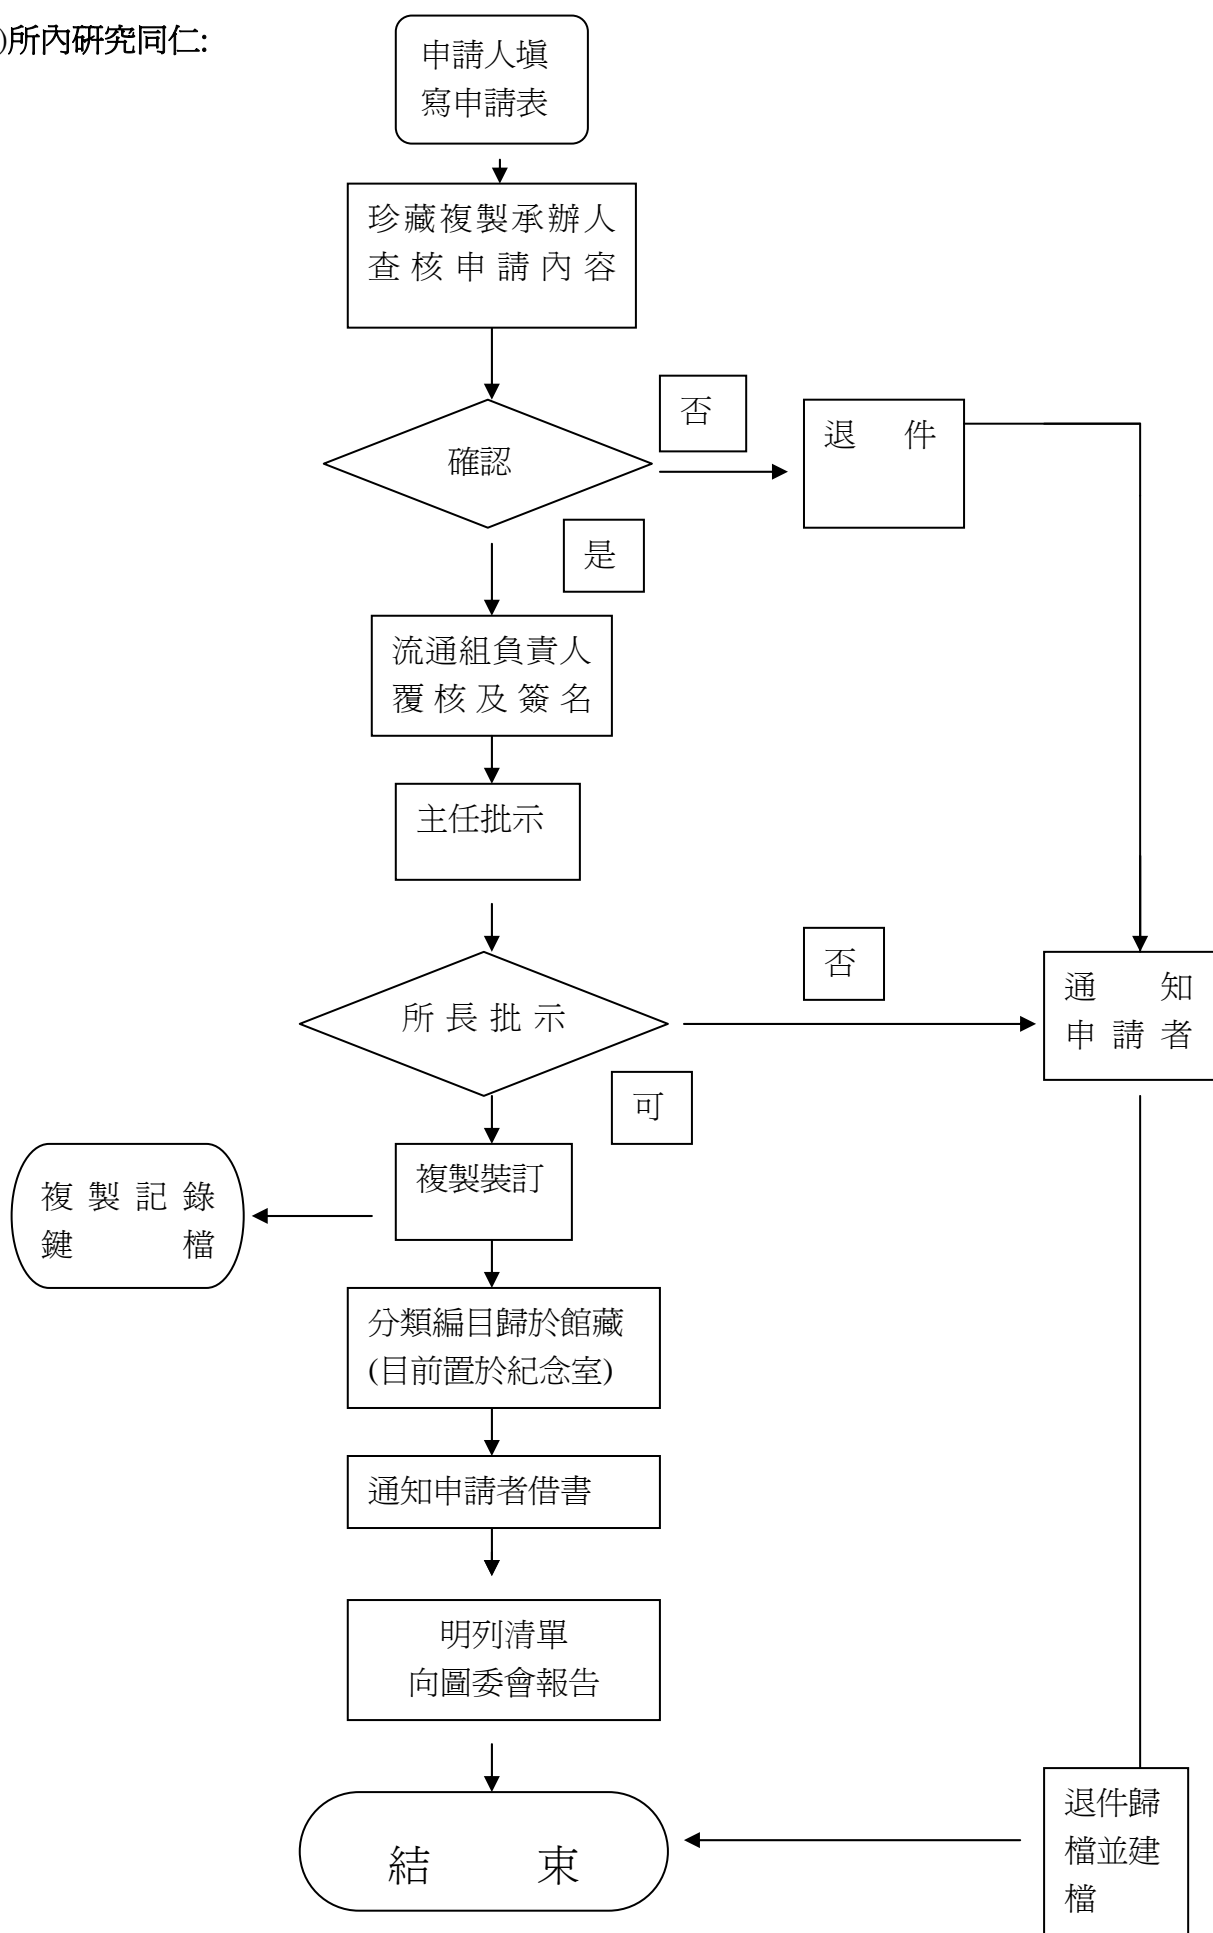 )所內研究同仁:
申請人填
寫申請表
珍藏複製承辦人
查核申請內容
否
退件
確認
是
流通組負責人
覆核及簽名
主任批示
否
通知
申請者
所長批示
可
複製裝訂
複製記錄
鍵檔
分類編目歸於館藏
(目前置於紀念室)
通知申請者借書
明列清單
向圖委會報告
退件歸
檔並建
檔
結束